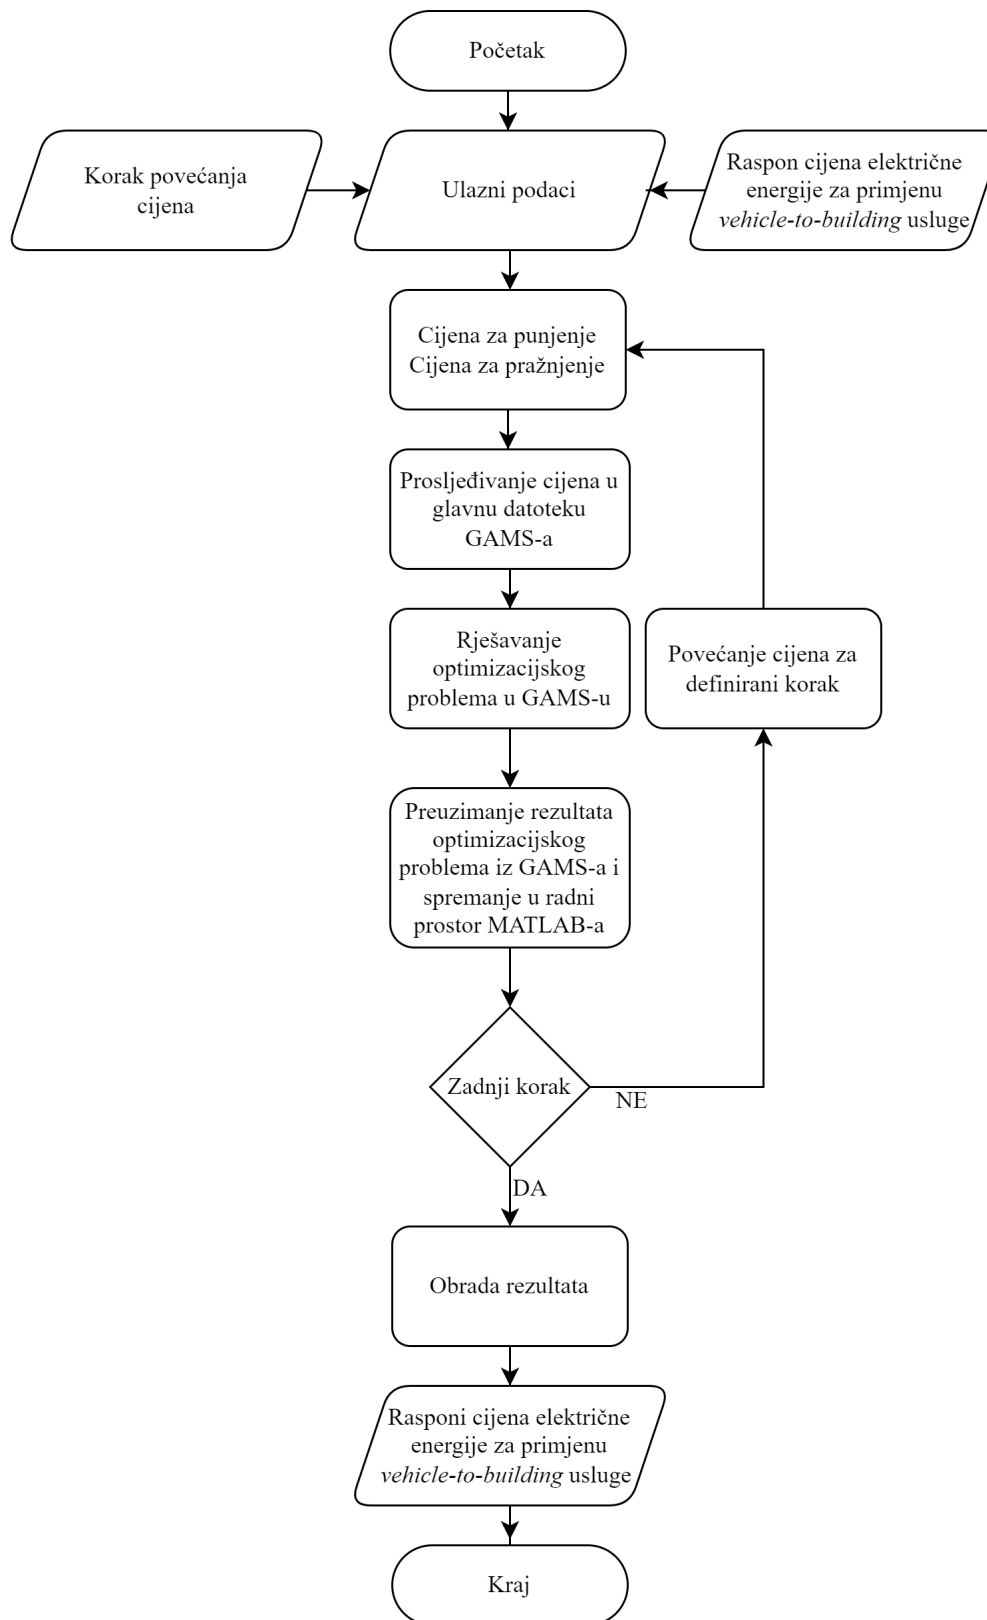 Početak
Korak povećanja
cijena
Ulazni podaci
Raspon cijena električne
energije za primjenu
vehicle-to-building usluge
Cijena za punjenje
Cijena za pražnjenje
Prosljeđivanje cijena u
glavnu datoteku
GAMS-a
Rješavanje
optimizacijskog
problema u GAMS-u
Povećanje cijena za
definirani korak
Preuzimanje rezultata
optimizacijskog
problema iz GAMS-a i
spremanje u radni
prostor MATLAB-a
Zadnji korak
NE
DA
Obrada rezultata
Rasponi cijena električne
energije za primjenu
vehicle-to-building usluge
Kraj